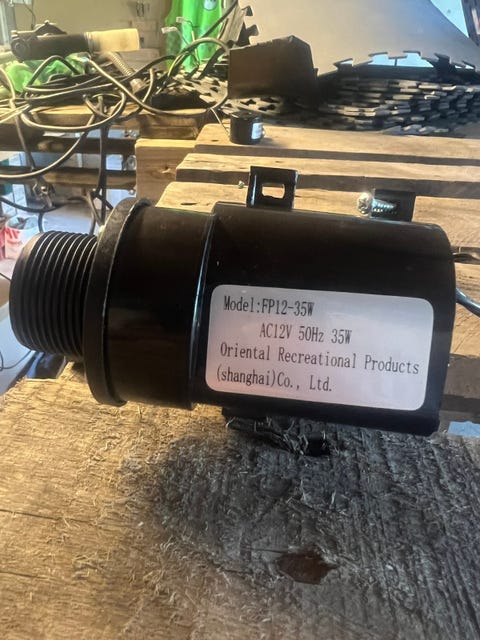 Model:FP12-35W
AC12V 50Hz 35W
Oriental Recreational Products
(shanghai)Co., Ltd.